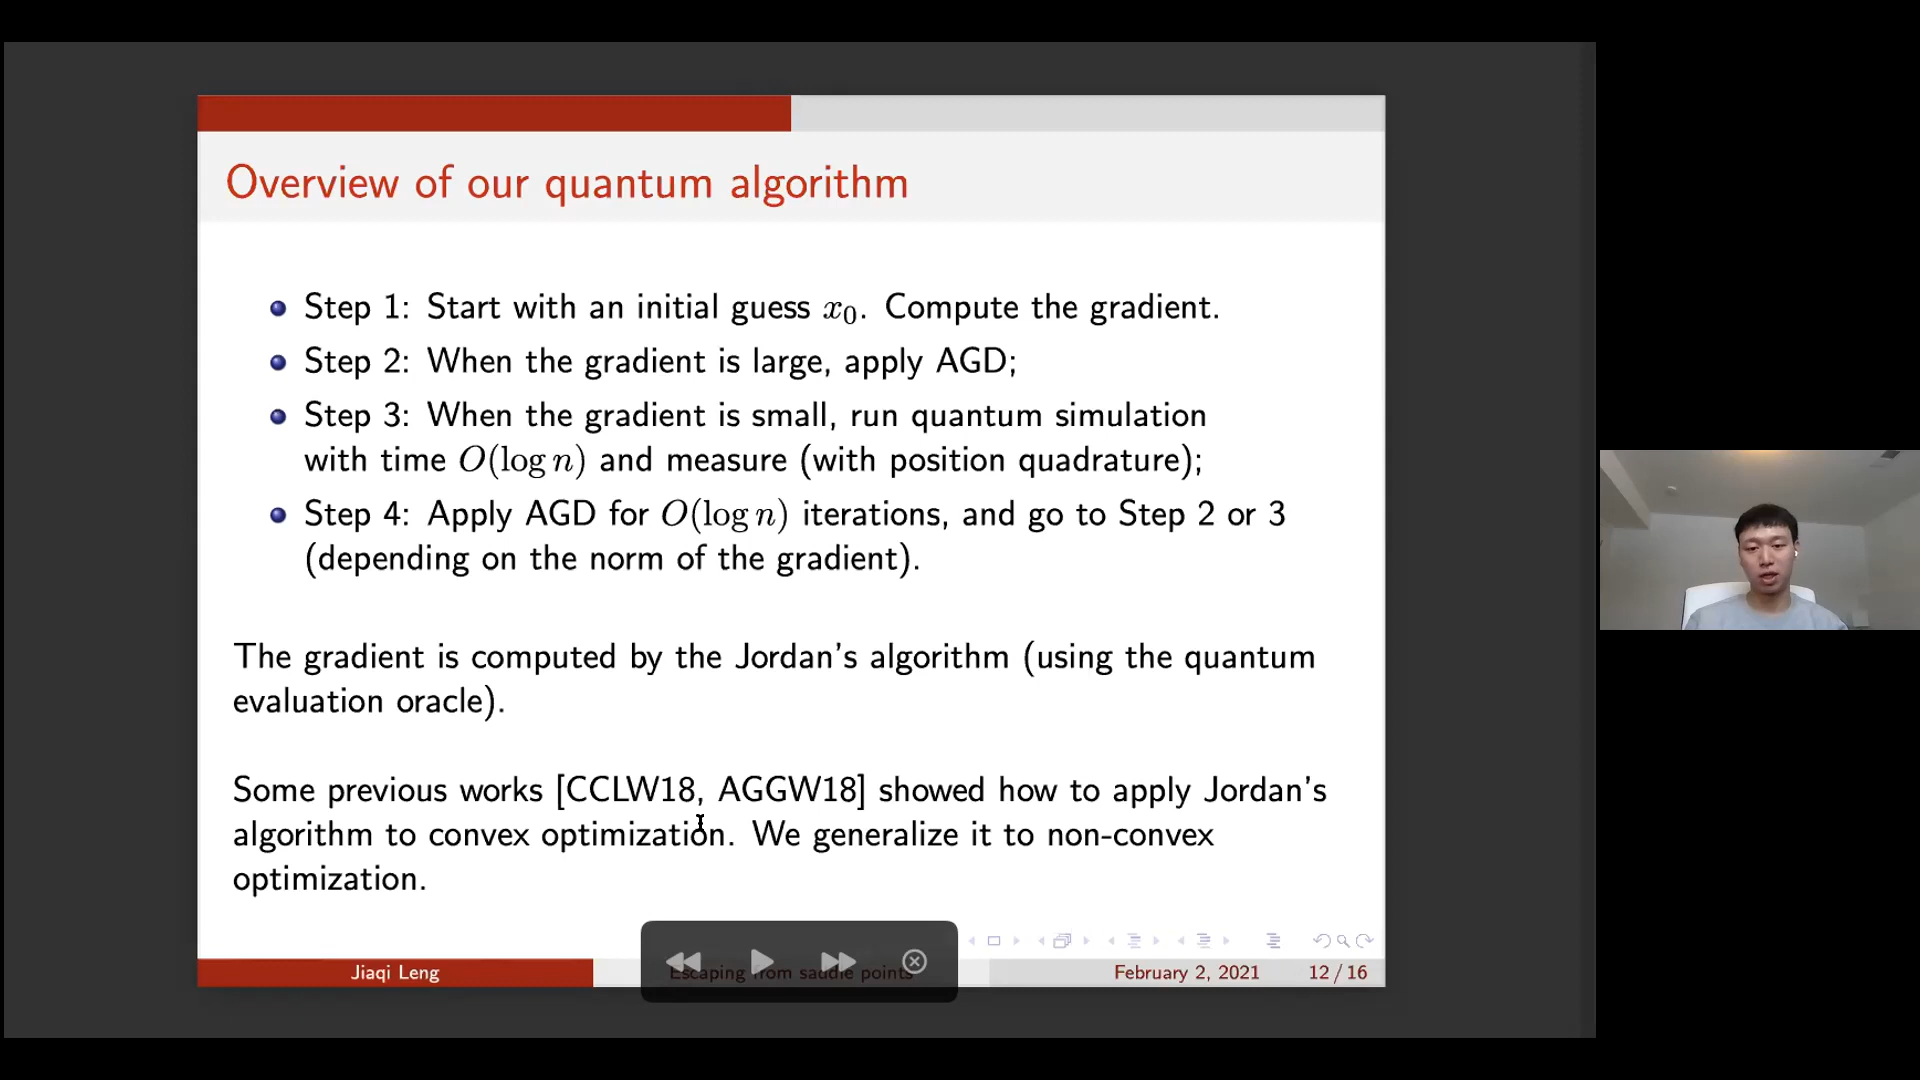 Overview of our quantum algorithm
Step 1: Start with an initial guess x₀. Compute the gradient.
Step 2: When the gradient is large, apply AGD;
Step 3: When the gradient is small, run quantum simulation
with time O(log n) and measure (with position quadrature);
Step 4: Apply AGD for O(log n) iterations, and go to Step 2 or 3
(depending on the norm of the gradient).
The gradient is computed by the Jordan's algorithm (using the quantum
evaluation oracle).
Some previous works [CCLW18, AGGW18] showed how to apply Jordan's
algorithm to convex optimization. We generalize it to non-convex
optimization.
Jiaqi Leng
Escaping from saddle points
February 2, 2021
12 / 16